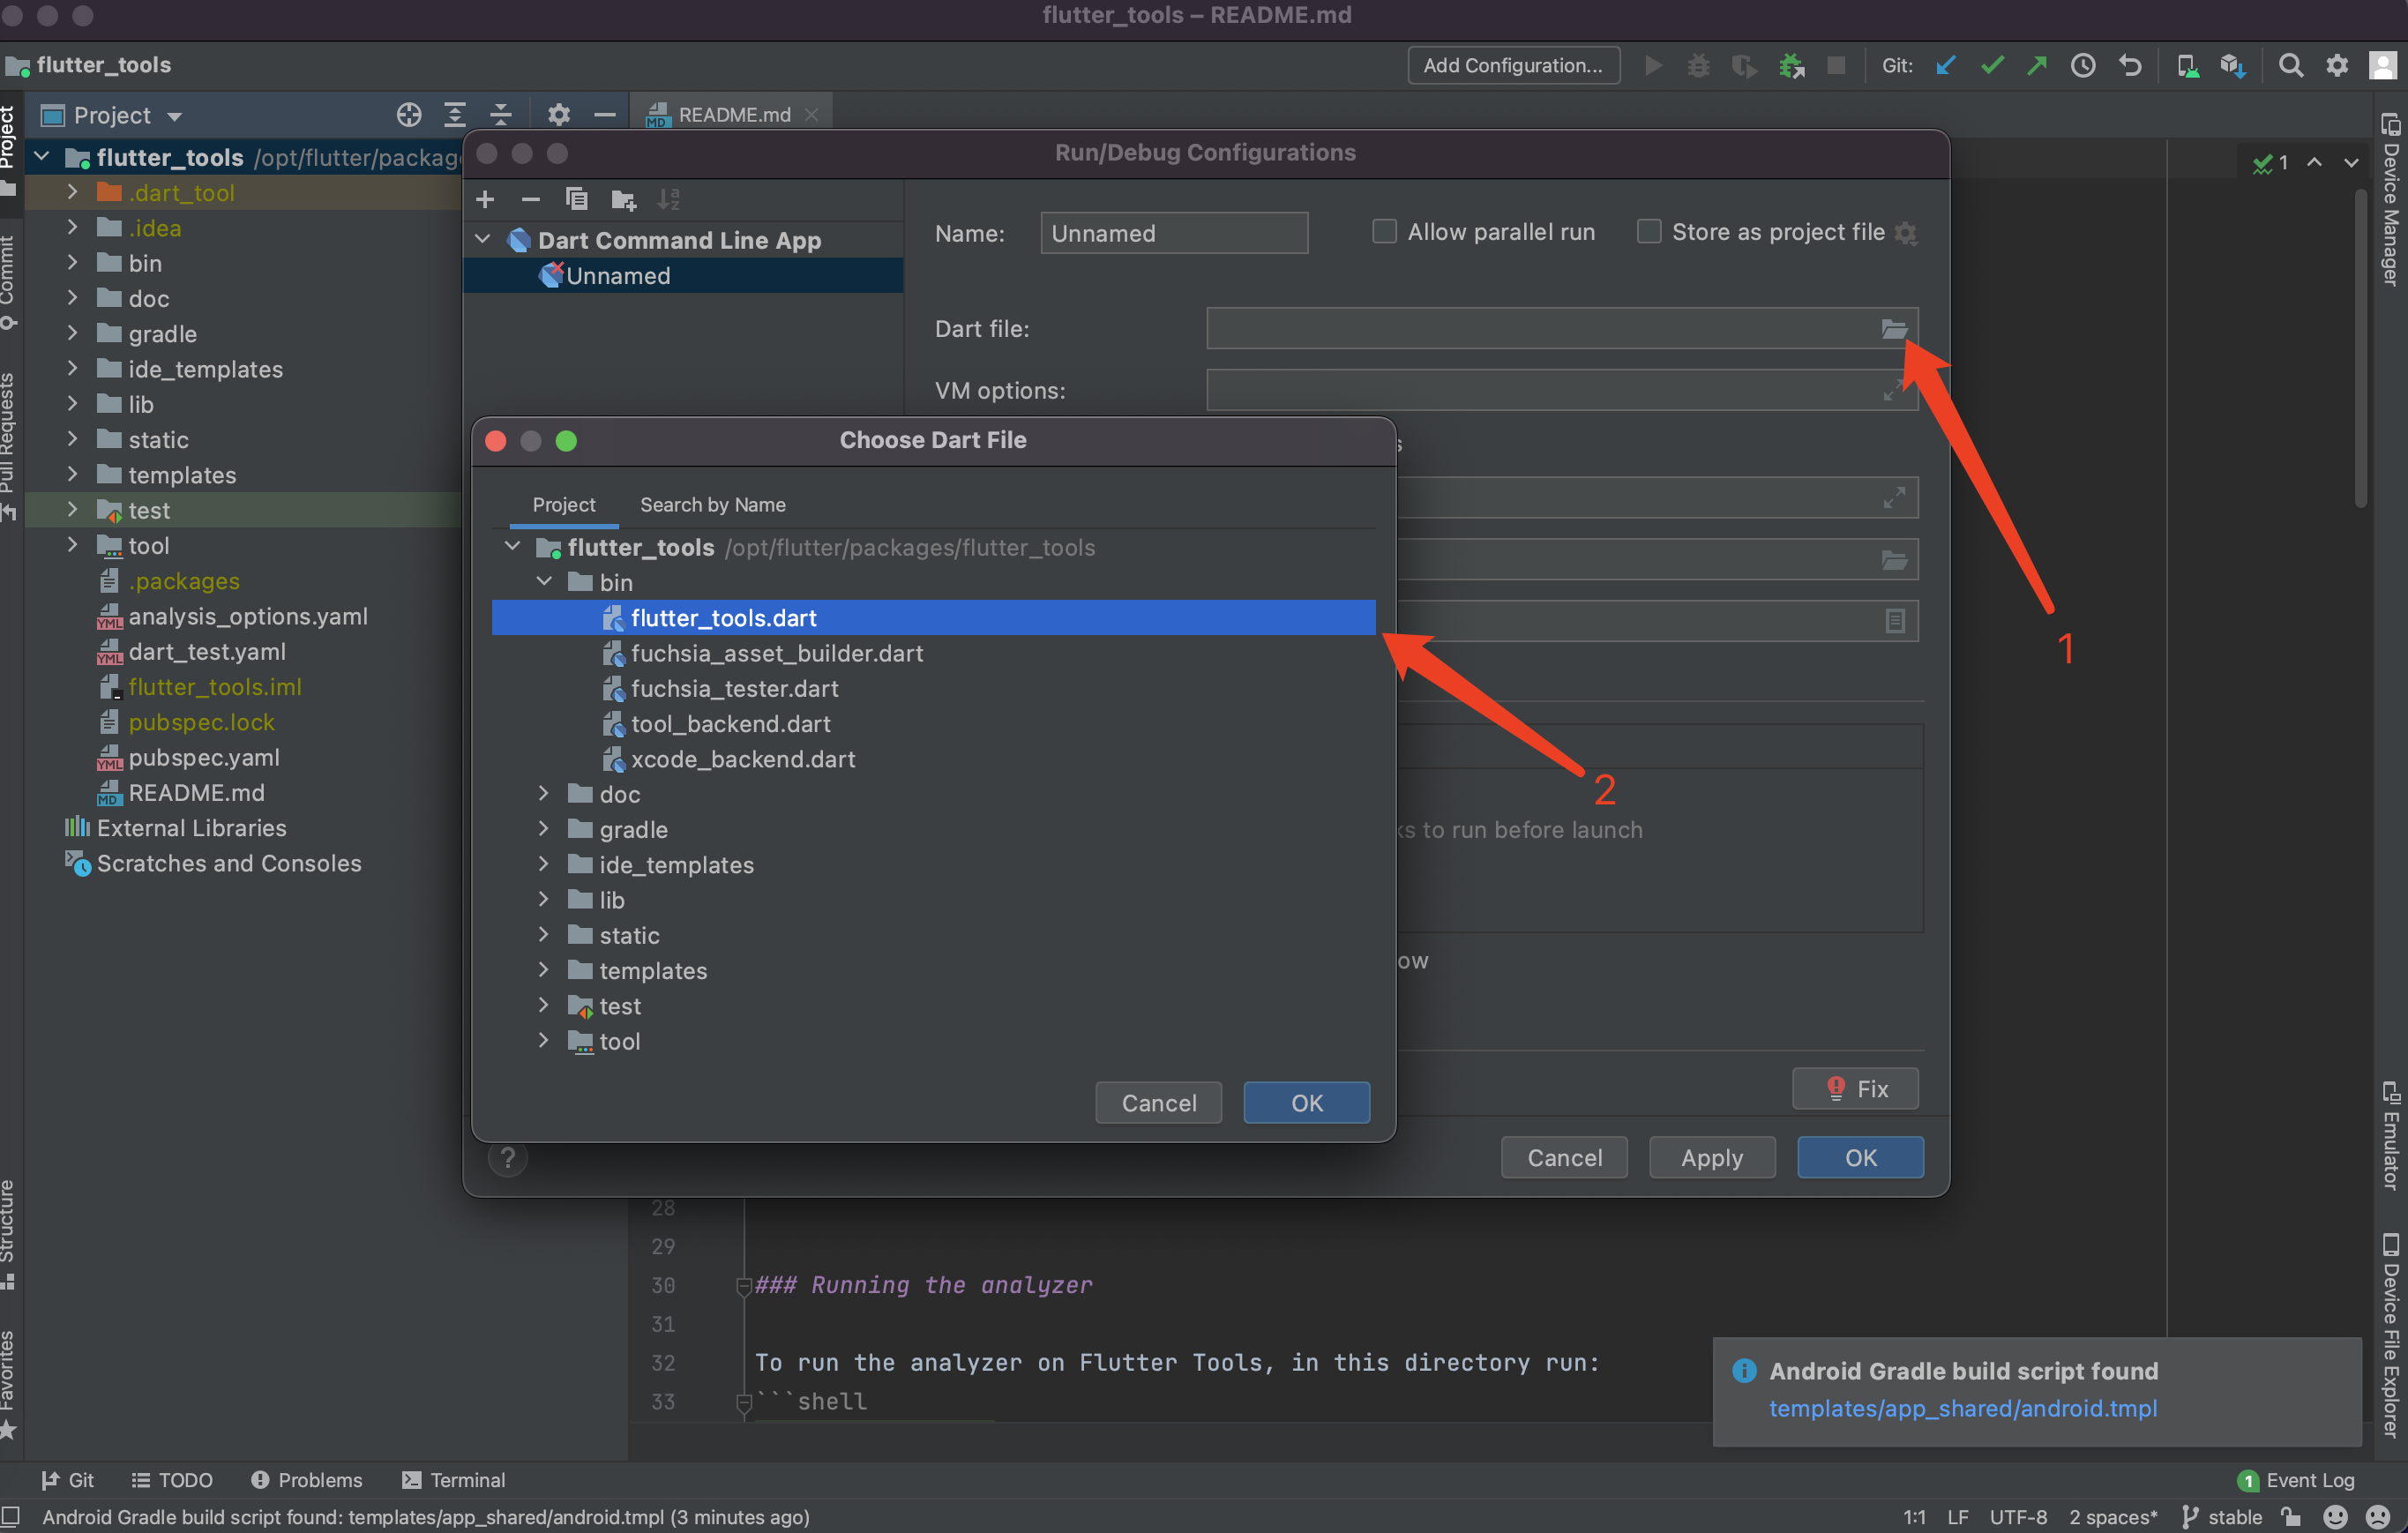 flutter_tools – README.md
flutter_tools
Add Configuration...
Git:
Project
README.md
flutter_tools /opt/flutter/packag
.dart_tool
.idea
bin
doc
gradle
ide_templates
lib
static
templates
test
tool
.packages
analysis_options.yaml
dart_test.yaml
flutter_tools.iml
pubspec.lock
pubspec.yaml
README.md
External Libraries
Scratches and Consoles
Project
Commit
Pull Requests
Structure
Favorites
Run/Debug Configurations
Dart Command Line App
Unnamed
Name: Unnamed
Allow parallel run
Store as project file
Dart file:
VM options:
s
1
Choose Dart File
Project Search by Name
flutter_tools /opt/flutter/packages/flutter_tools
bin
flutter_tools.dart
fuchsia_asset_builder.dart
fuchsia_tester.dart
tool_backend.dart
xcode_backend.dart
doc
gradle
ide_templates
lib
static
templates
test
tool
Cancel OK
2
ks to run before launch
ow
Fix
? Cancel Apply OK
1
Device Manager
Emulator
Device File Explorer
28
29
30 ### Running the analyzer
31
32 To run the analyzer on Flutter Tools, in this directory run:
33 ```shell
Android Gradle build script found
templates/app_shared/android.tmpl
Git TODO Problems Terminal
1 Event Log
Android Gradle build script found: templates/app_shared/android.tmpl (3 minutes ago)
1:1 LF UTF-8 2 spaces* stable